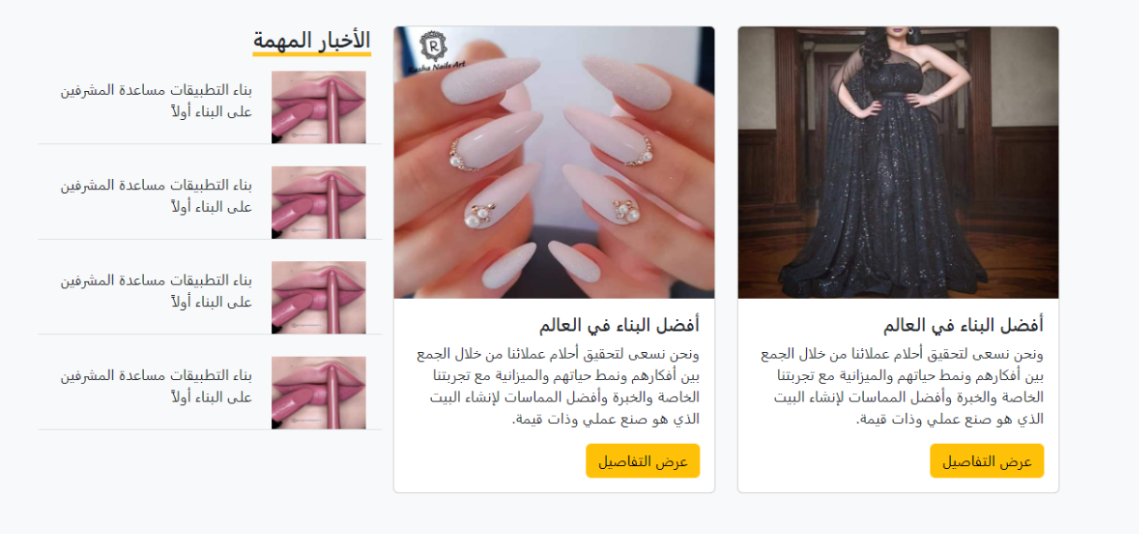 أفضل البناء في العالم
ونحن نسعى لتحقيق أحلام عملائنا من خلال الجمع
بين أفكارهم ونمط حياتهم والميزانية مع تجربتنا
الخاصة والخبرة وأفضل المماسات لإنشاء البيت
الذي هو صنع عملي وذات قيمة.
عرض التفاصيل
R
Rasha Nails Art
أفضل البناء في العالم
ونحن نسعى لتحقيق أحلام عملائنا من خلال الجمع
بين أفكارهم ونمط حياتهم والميزانية مع تجربتنا
الخاصة والخبرة وأفضل المماسات لإنشاء البيت
الذي هو صنع عملي وذات قيمة.
عرض التفاصيل
الأخبار المهمة
بناء التطبيقات مساعدة المشرفين
على البناء أولاً
بناء التطبيقات مساعدة المشرفين
على البناء أولاً
بناء التطبيقات مساعدة المشرفين
على البناء أولاً
بناء التطبيقات مساعدة المشرفين
على البناء أولاً